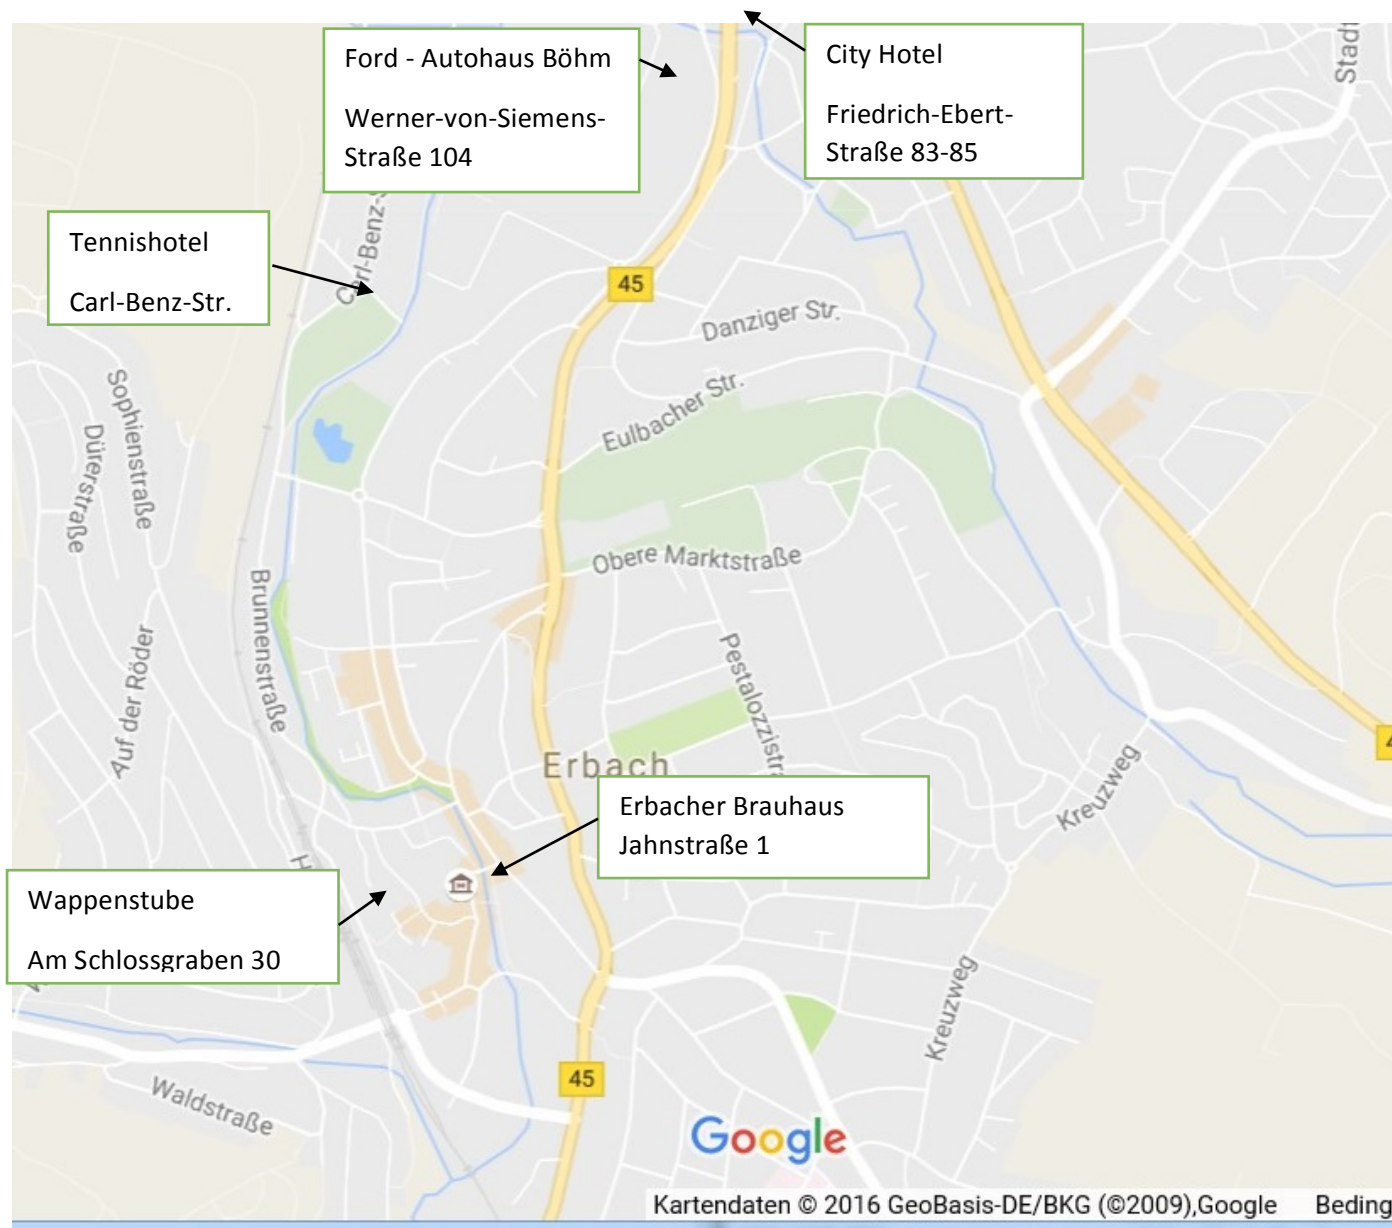 Ford - Autohaus Böhm
Werner-von-Siemens-
Straße 104
City Hotel
Friedrich-Ebert-
Straße 83-85
Stadt
Tennishotel
Carl-Benz-Str.
Carl-Benz-S
45
Danziger Str.
Eulbacher Str.
Sophienstraße
Dürerstraße
Obere Marktstraße
Brunnenstraße
Auf der Röder
Pestalozzistra
Erbach
4
Kreuzweg
Erbacher Brauhaus
Jahnstraße 1
Wappenstube
Am Schlossgraben 30
Kreuzweg
45
Waldstraße
Google
Kartendaten © 2016 GeoBasis-DE/BKG (©2009),Google Beding